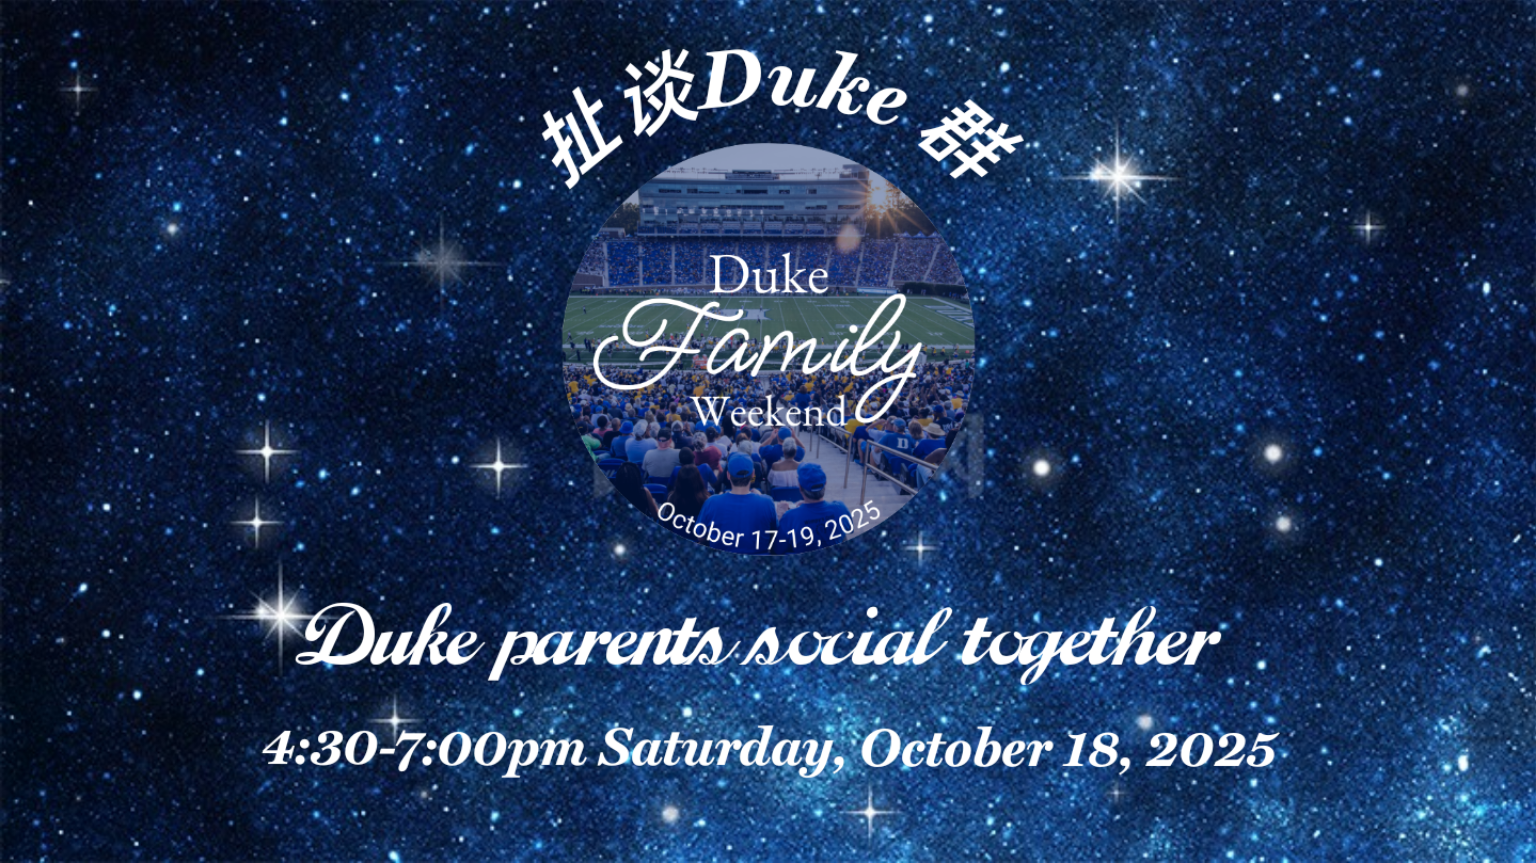 扯谈Duke 群
Duke
Family
Weekend
October 17-19, 2025
Duke parents social together
4:30-7:00pm Saturday, October 18, 2025